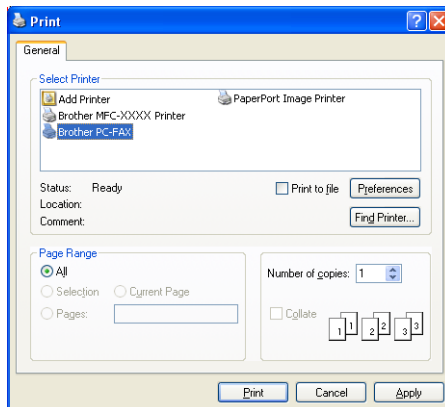 Print
General
Select Printer
Add Printer
PaperPort Image Printer
Brother MFC-XXXX Printer
Brother PC-FAX
Status: Ready
Print to file
Preferences
Location:
Comment:
Find Printer...
Page Range
All
Number of copies: 1
Selection
Current Page
Pages:
Collate
1 1 2 2 3 3
Print
Cancel
Apply